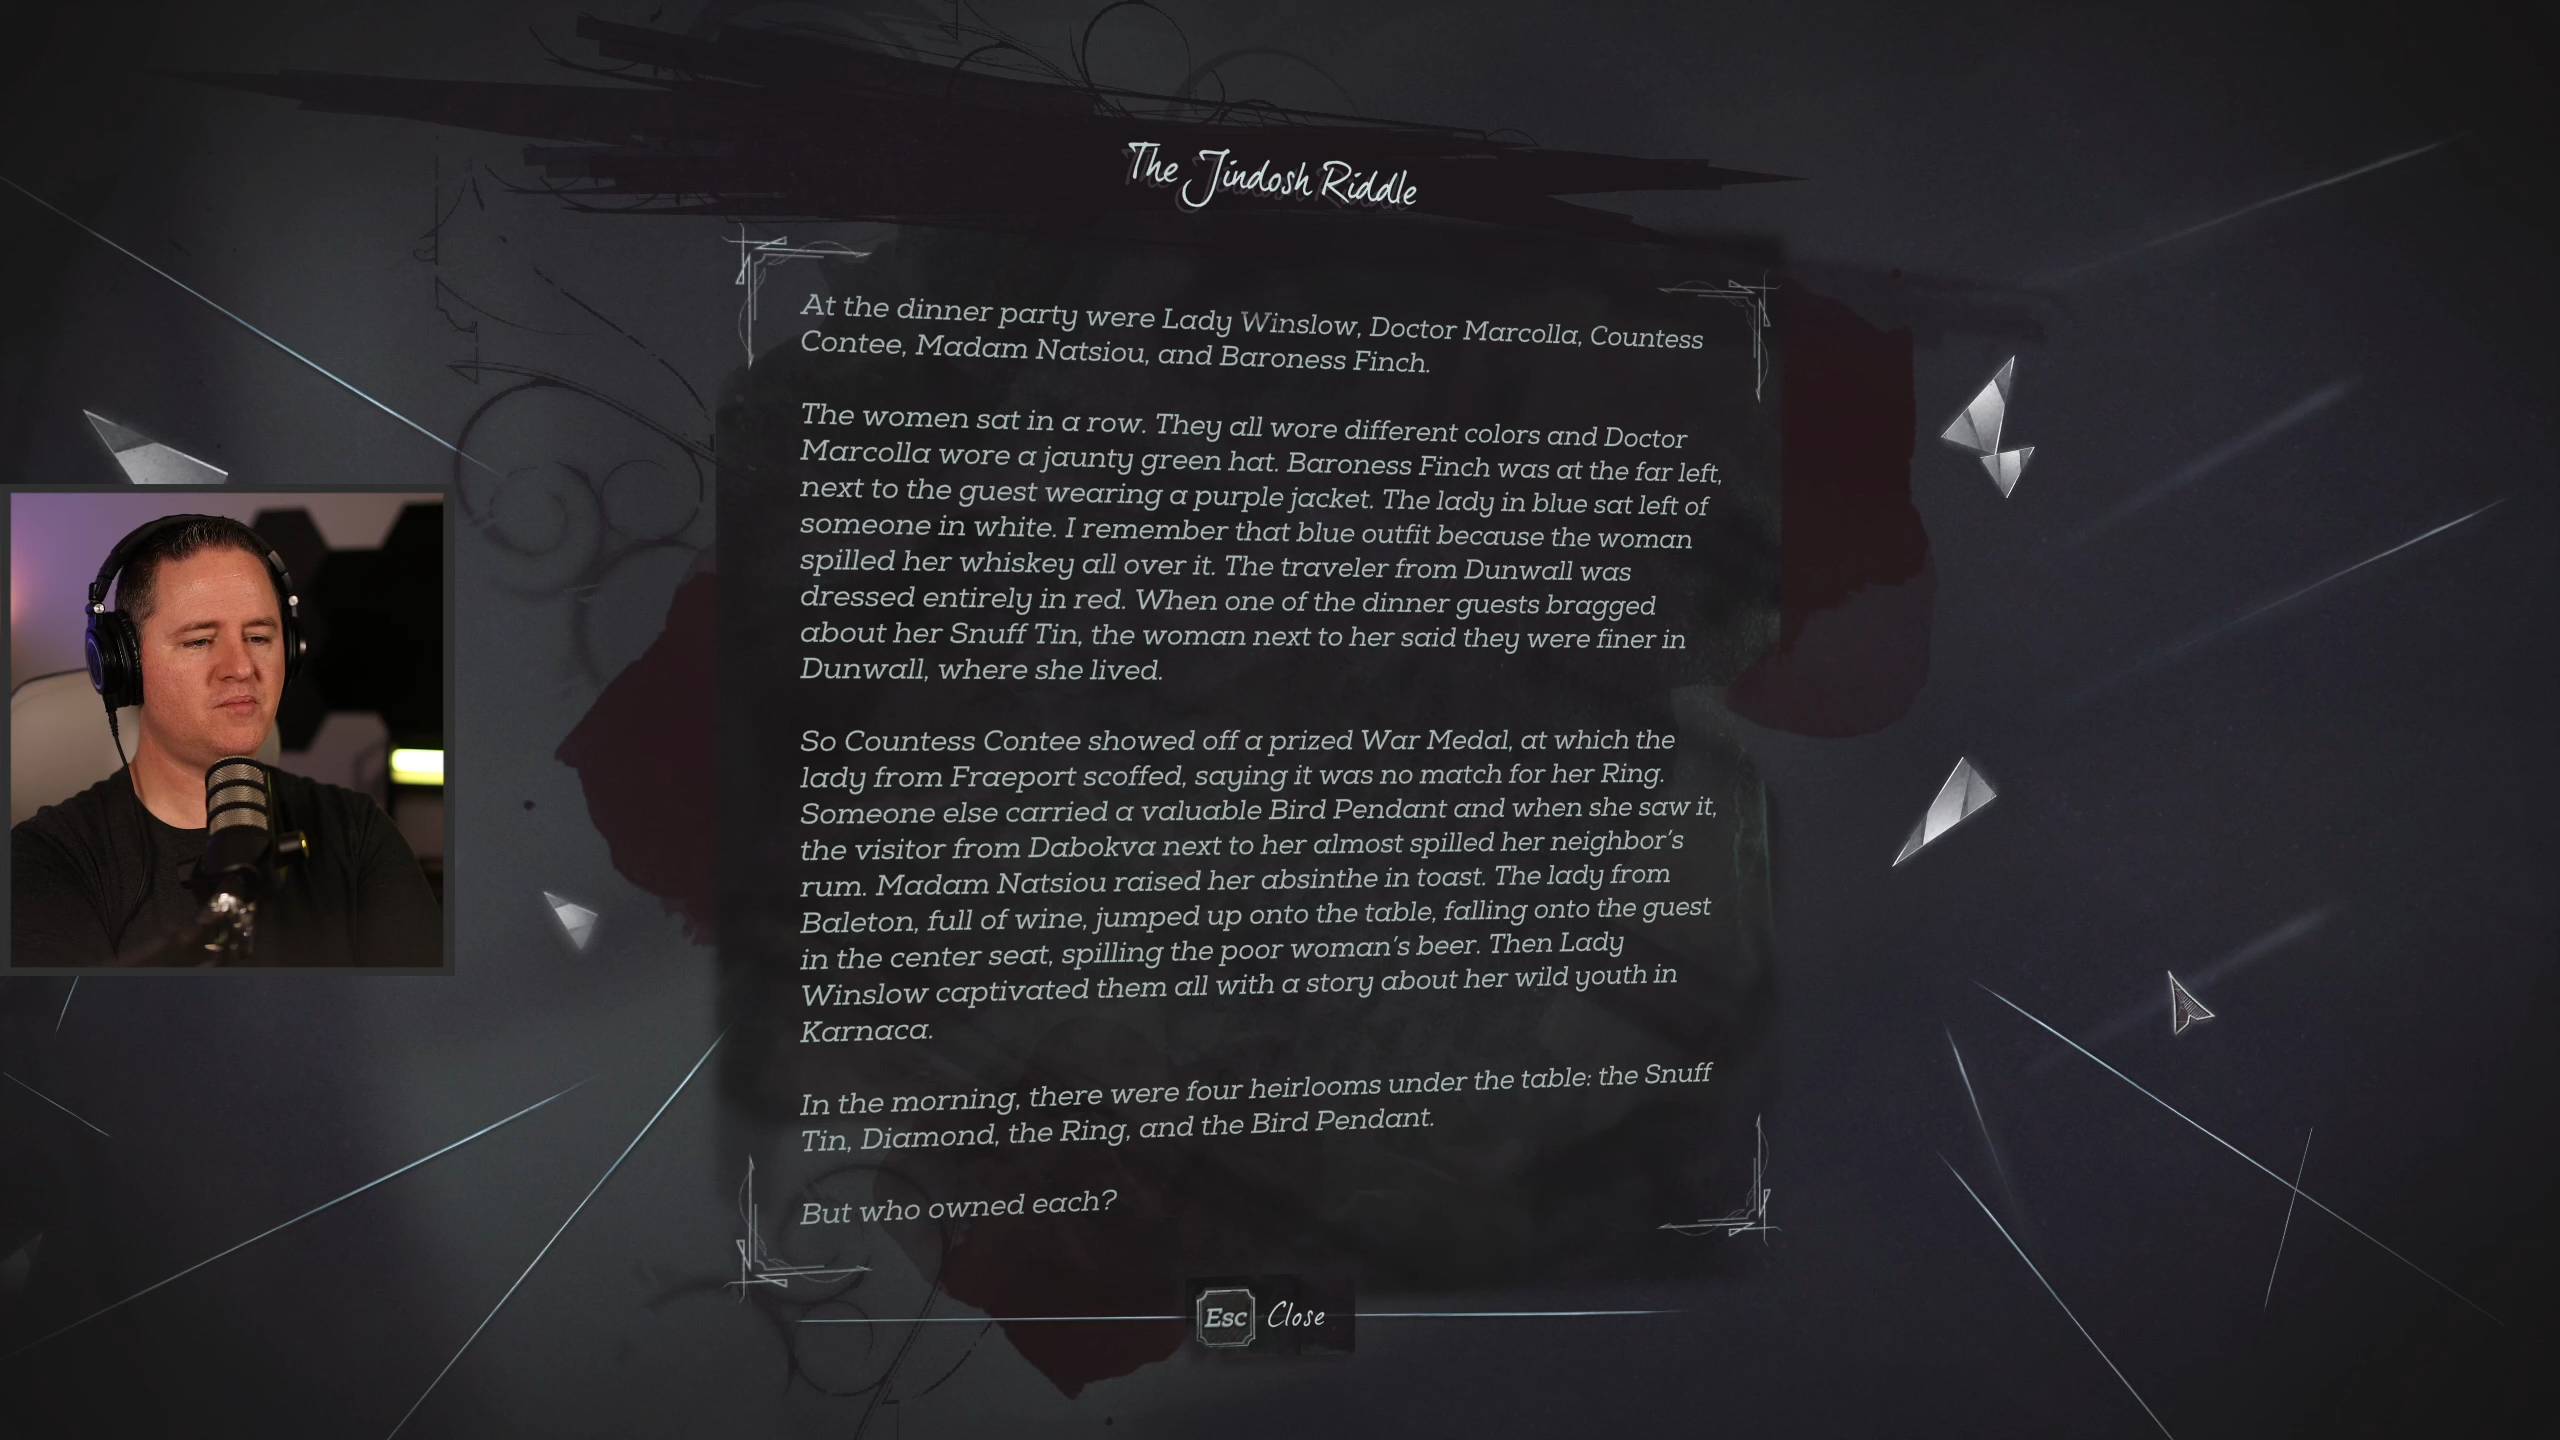 The Jindosh Riddle
At the dinner party were Lady Winslow, Doctor Marcolla, Countess
Contee, Madam Natsiou, and Baroness Finch.
The women sat in a row. They all wore different colors and Doctor
Marcolla wore a jaunty green hat. Baroness Finch was at the far left,
next to the guest wearing a purple jacket. The lady in blue sat left of
someone in white. I remember that blue outfit because the woman
spilled her whiskey all over it. The traveler from Dunwall was
dressed entirely in red. When one of the dinner guests bragged
about her Snuff Tin, the woman next to her said they were finer in
Dunwall, where she lived.
So Countess Contee showed off a prized War Medal, at which the
lady from Fraeport scoffed, saying it was no match for her Ring.
Someone else carried a valuable Bird Pendant and when she saw it,
the visitor from Dabokva next to her almost spilled her neighbor's
rum. Madam Natsiou raised her absinthe in toast. The lady from
Baleton, full of wine, jumped up onto the table, falling onto the guest
in the center seat, spilling the poor woman's beer. Then Lady
Winslow captivated them all with a story about her wild youth in
Karnaca.
In the morning, there were four heirlooms under the table: the Snuff
Tin, Diamond, the Ring, and the Bird Pendant.
But who owned each?
Esc Close